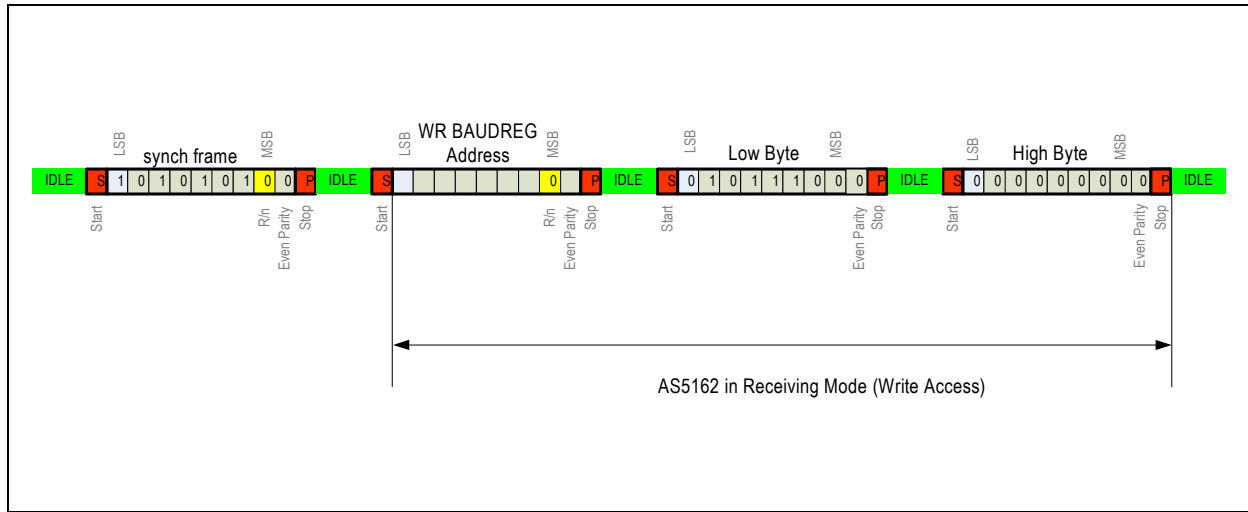 LSB MSB LSB MSB LSB MSB LSB MSB
synch frame WR BAUDREG Address Low Byte High Byte
IDLE S 1 0 1 0 1 0 1 0 0 P IDLE S 0 P IDLE S 0 1 0 1 1 1 0 0 0 P IDLE S 0 0 0 0 0 0 0 0 0 P IDLE
Start R/n Even Parity Stop Start R/n Even Parity Stop Start Even Parity Stop Start Even Parity Stop
AS5162 in Receiving Mode (Write Access)